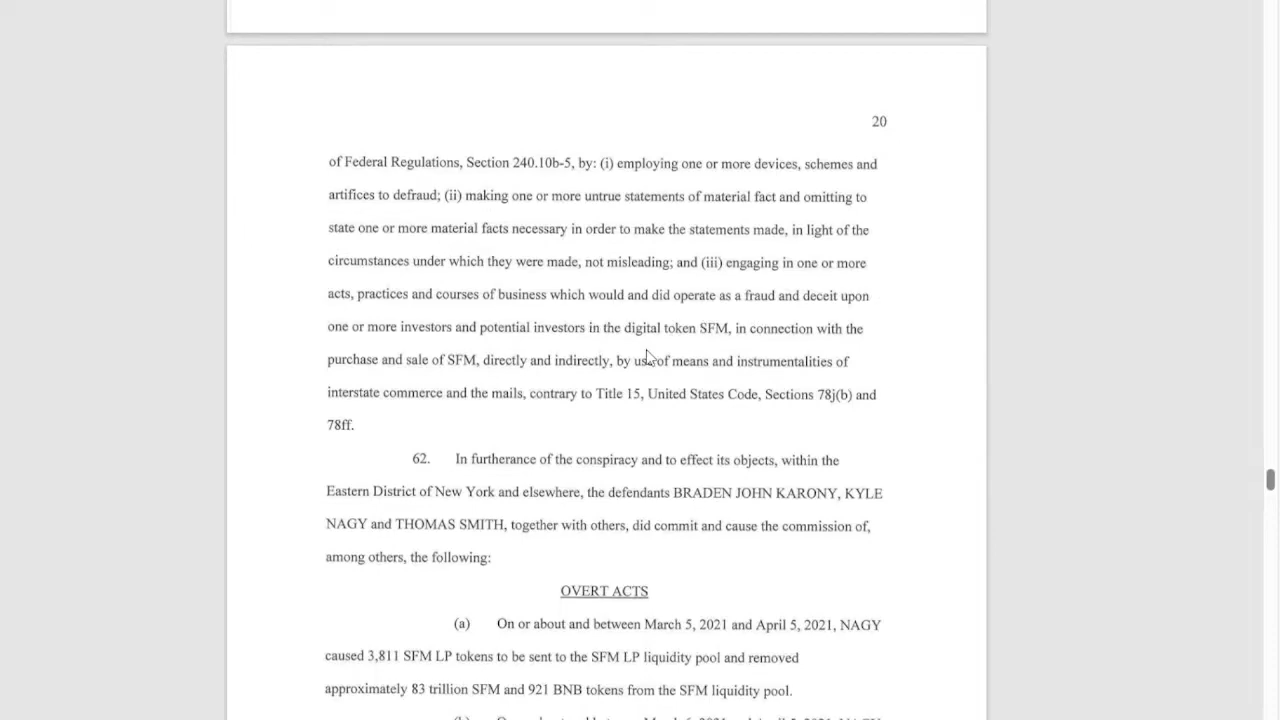 20
of Federal Regulations, Section 240.10b-5, by: (i) employing one or more devices, schemes and
artifices to defraud; (ii) making one or more untrue statements of material fact and omitting to
state one or more material facts necessary in order to make the statements made, in light of the
circumstances under which they were made, not misleading; and (iii) engaging in one or more
acts, practices and courses of business which would and did operate as a fraud and deceit upon
one or more investors and potential investors in the digital token SFM, in connection with the
purchase and sale of SFM, directly and indirectly, by use of means and instrumentalities of
interstate commerce and the mails, contrary to Title 15, United States Code, Sections 78j(b) and
78ff.
62. In furtherance of the conspiracy and to effect its objects, within the
Eastern District of New York and elsewhere, the defendants BRADEN JOHN KARONY, KYLE
NAGY and THOMAS SMITH, together with others, did commit and cause the commission of,
among others, the following:
OVERT ACTS
(a) On or about and between March 5, 2021 and April 5, 2021, NAGY
caused 3,811 SFM LP tokens to be sent to the SFM LP liquidity pool and removed
approximately 83 trillion SFM and 921 BNB tokens from the SFM liquidity pool.